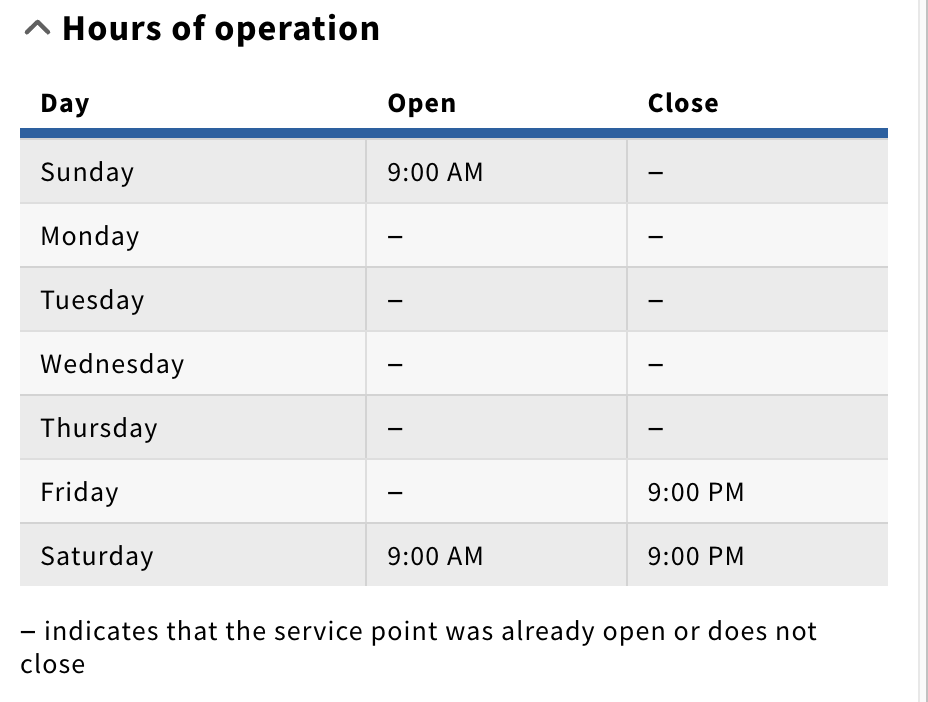 Hours of operation
Day Open Close
Sunday 9:00 AM –
Monday – –
Tuesday – –
Wednesday – –
Thursday – –
Friday – 9:00 PM
Saturday 9:00 AM 9:00 PM
– indicates that the service point was already open or does not
close